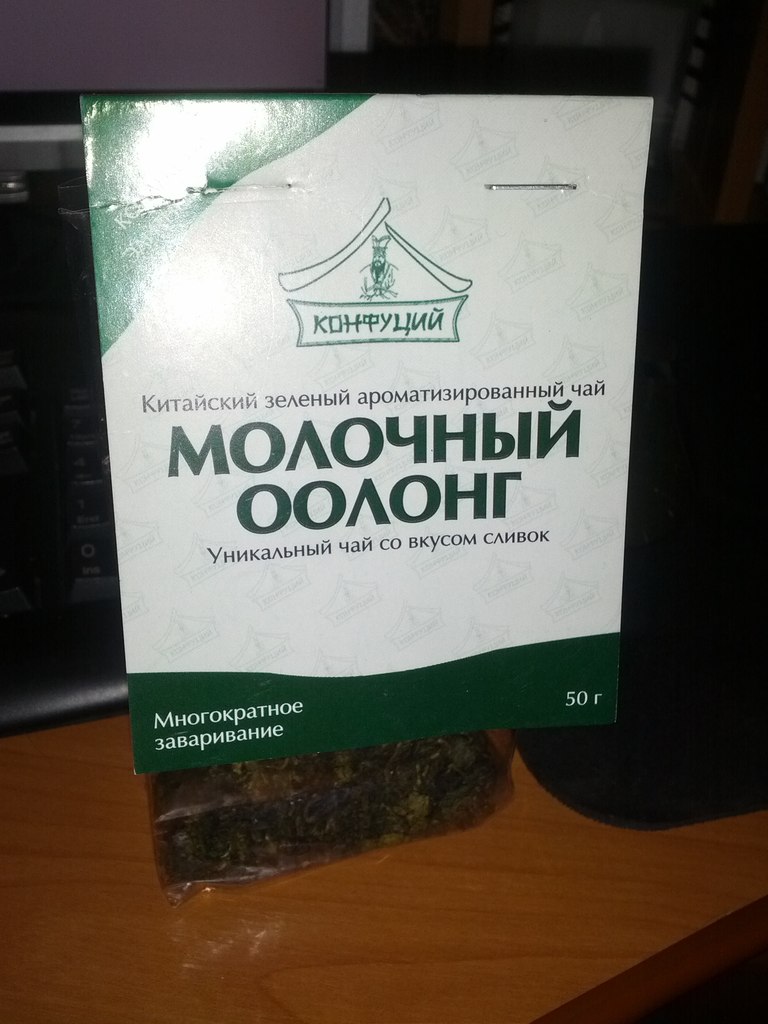 КОНФУЦИЙ
Китайский зеленый ароматизированный чай
МОЛОЧНЫЙ
ООЛОНГ
Уникальный чай со вкусом сливок
Многократное
заваривание
50 г